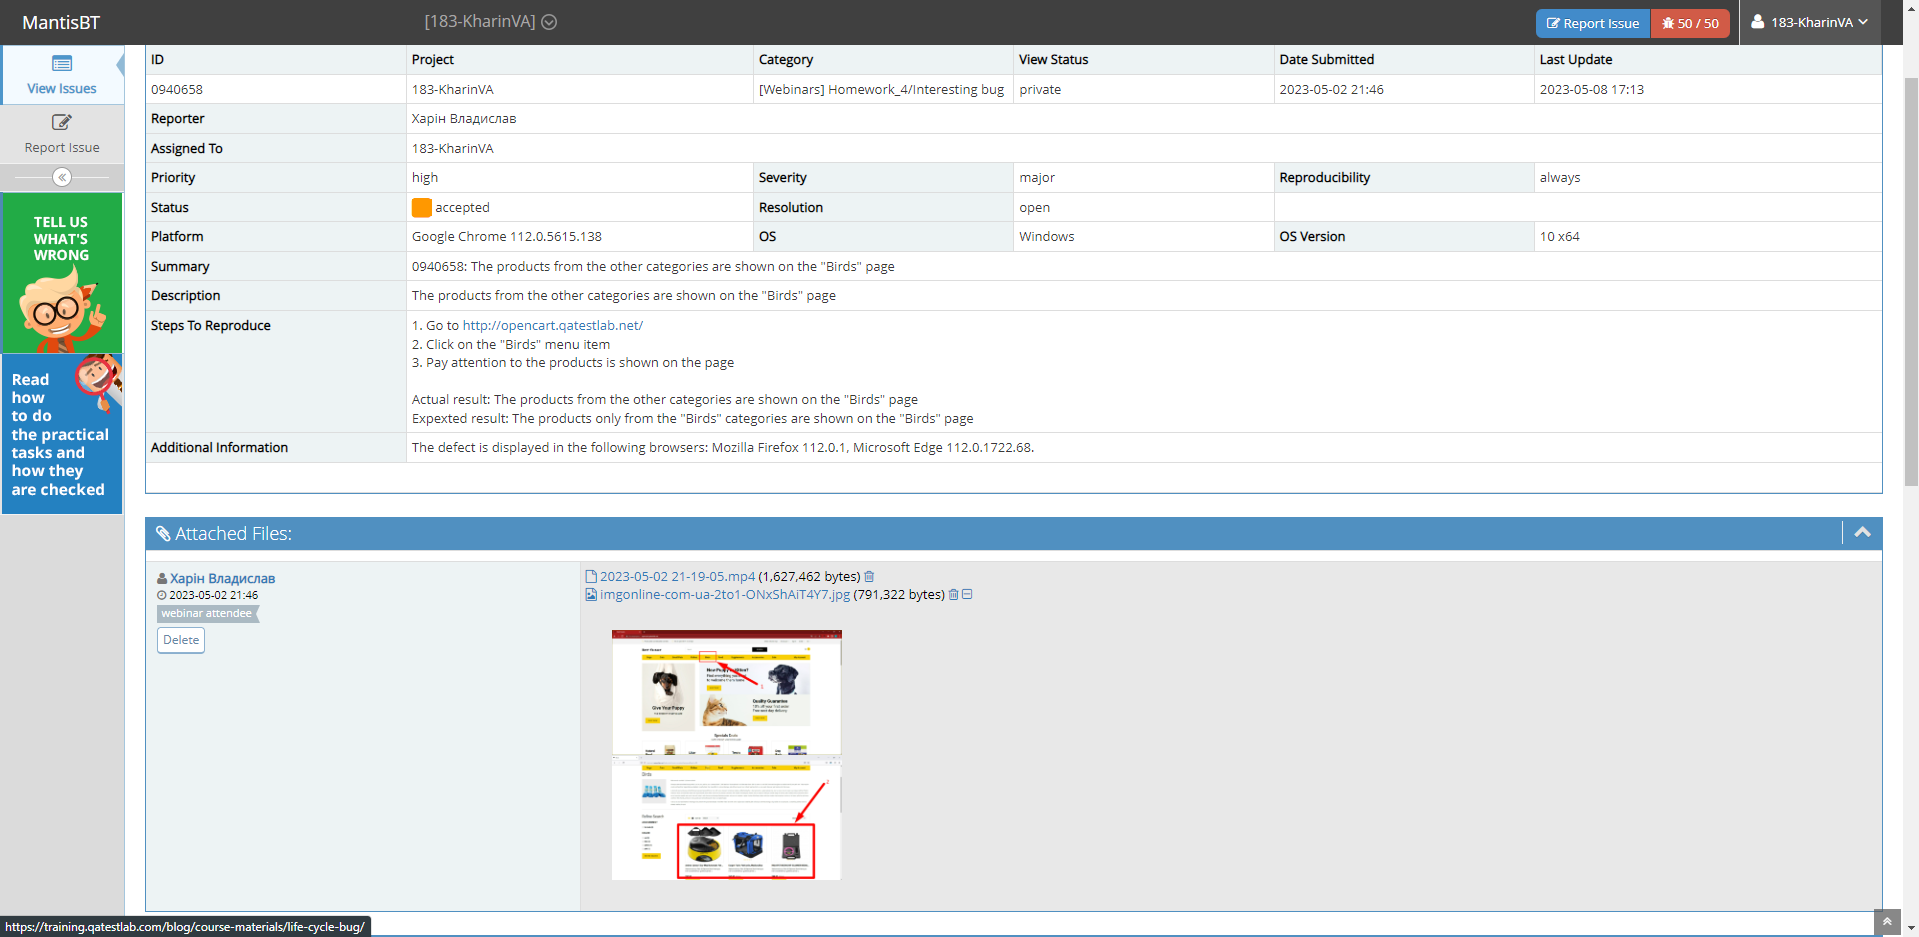 MantisBT
[183-KharinVA]
Report Issue
50 / 50
183-KharinVA
View Issues
Report Issue
TELL US
WHAT'S
WRONG
Read
how
to do
the practical
tasks and
how they
are checked
ID Project Category View Status Date Submitted Last Update
0940658 183-KharinVA [Webinars] Homework_4/Interesting bug private 2023-05-02 21:46 2023-05-08 17:13
Reporter Харін Владислав
Assigned To 183-KharinVA
Priority high Severity major Reproducibility always
Status accepted Resolution open
Platform Google Chrome 112.0.5615.138 OS Windows OS Version 10 x64
Summary 0940658: The products from the other categories are shown on the "Birds" page
Description The products from the other categories are shown on the "Birds" page
Steps To Reproduce 1. Go to http://opencart.qatestlab.net/
2. Click on the "Birds" menu item
3. Pay attention to the products is shown on the page
Actual result: The products from the other categories are shown on the "Birds" page
Expexted result: The products only from the "Birds" categories are shown on the "Birds" page
Additional Information The defect is displayed in the following browsers: Mozilla Firefox 112.0.1, Microsoft Edge 112.0.1722.68.
Attached Files:
Харін Владислав
2023-05-02 21:46
webinar attendee
Delete
2023-05-02 21-19-05.mp4 (1,627,462 bytes)
imgonline-com-ua-2to1-ONxShAiT4Y7.jpg (791,322 bytes)
Give Your Puppy
Quality Guarantee
https://training.qatestlab.com/blog/course-materials/life-cycle-bug/